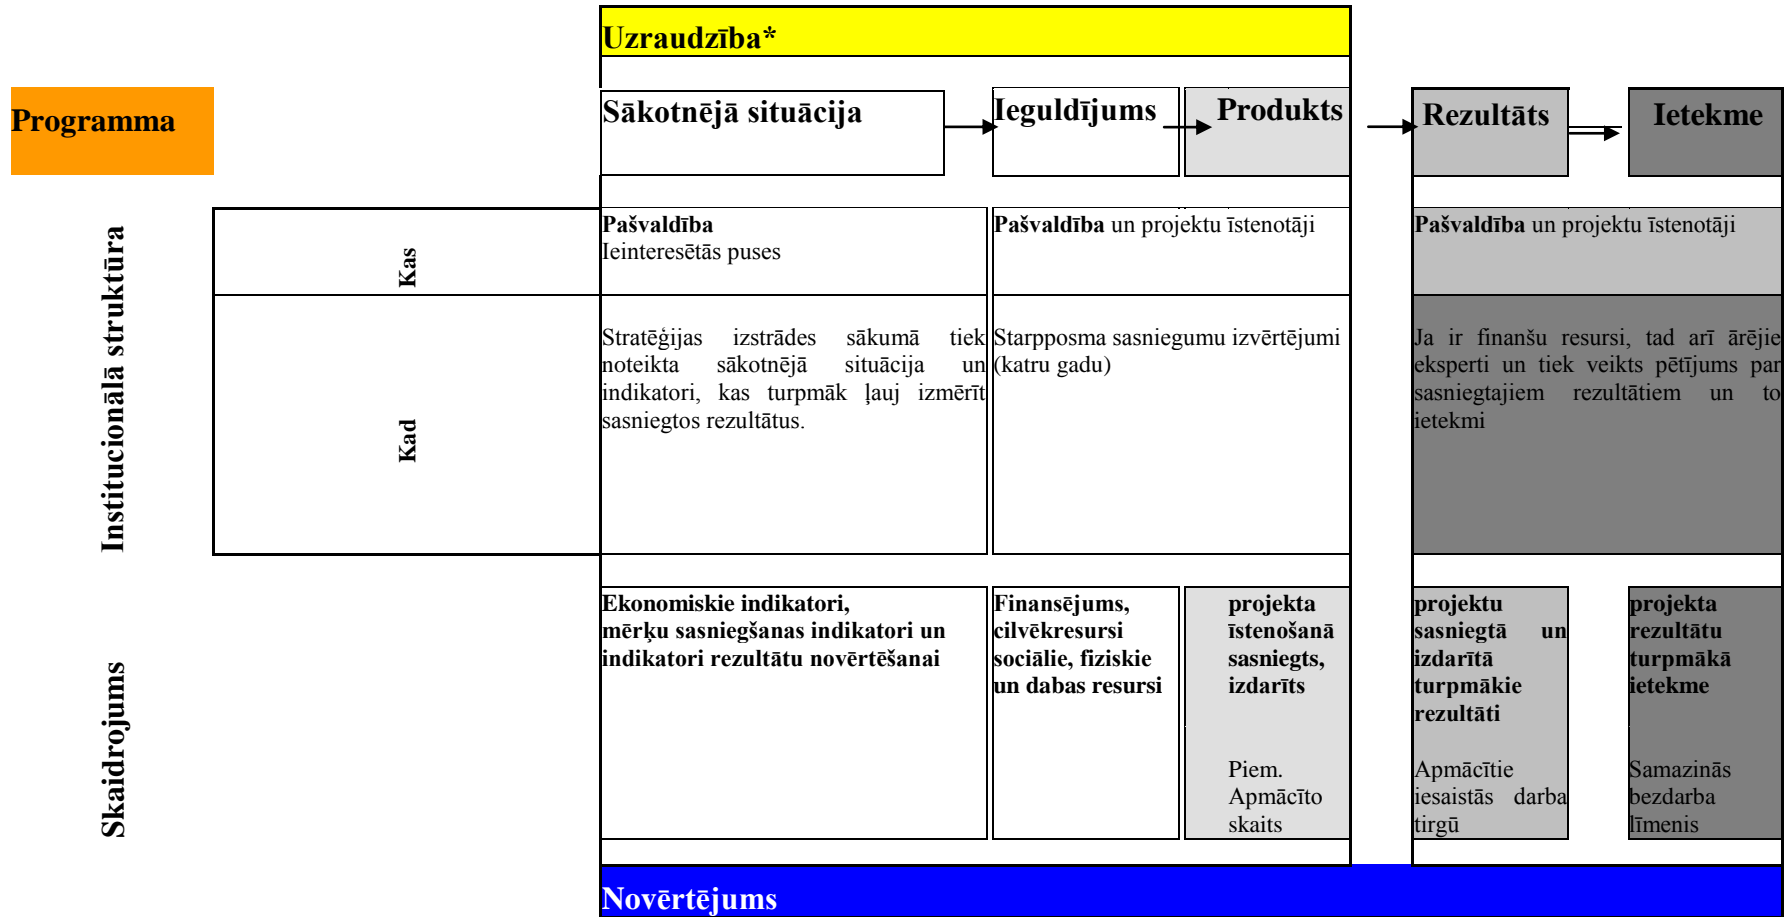 Uzraudzība*
Programma
Sākotnējā situācija
Ieguldījums
Produkts
Rezultāts
Ietekme
Institucionālā struktūra
Kas
Pašvaldība
Ieinteresētās puses
Pašvaldība un projektu īstenotāji
Pašvaldība un projektu īstenotāji
Kad
Stratēģijas izstrādes sākumā tiek
noteikta sākotnējā situācija un
indikatori, kas turpmāk ļauj izmērīt
sasniegtos rezultātus.
Starpposma sasniegumu izvērtējumi
(katru gadu)
Ja ir finanšu resursi, tad arī ārējie
eksperti un tiek veikts pētījums par
sasniegtajiem rezultātiem un to
ietekmi
Skaidrojums
Ekonomiskie indikatori,
mērķu sasniegšanas indikatori un
indikatori rezultātu novērtēšanai
Finansējums,
cilvēkresursi
sociālie, fiziskie
un dabas resursi
projekta
īstenošanā
sasniegts,
izdarīts
Piem.
Apmācīto
skaits
projektu
sasniegtā un
izdarītā
turpmākie
rezultāti
Apmācītie
iesaistās darba
tirgū
projekta
rezultātu
turpmākā
ietekme
Samazinās
bezdarba
līmenis
Novērtējums